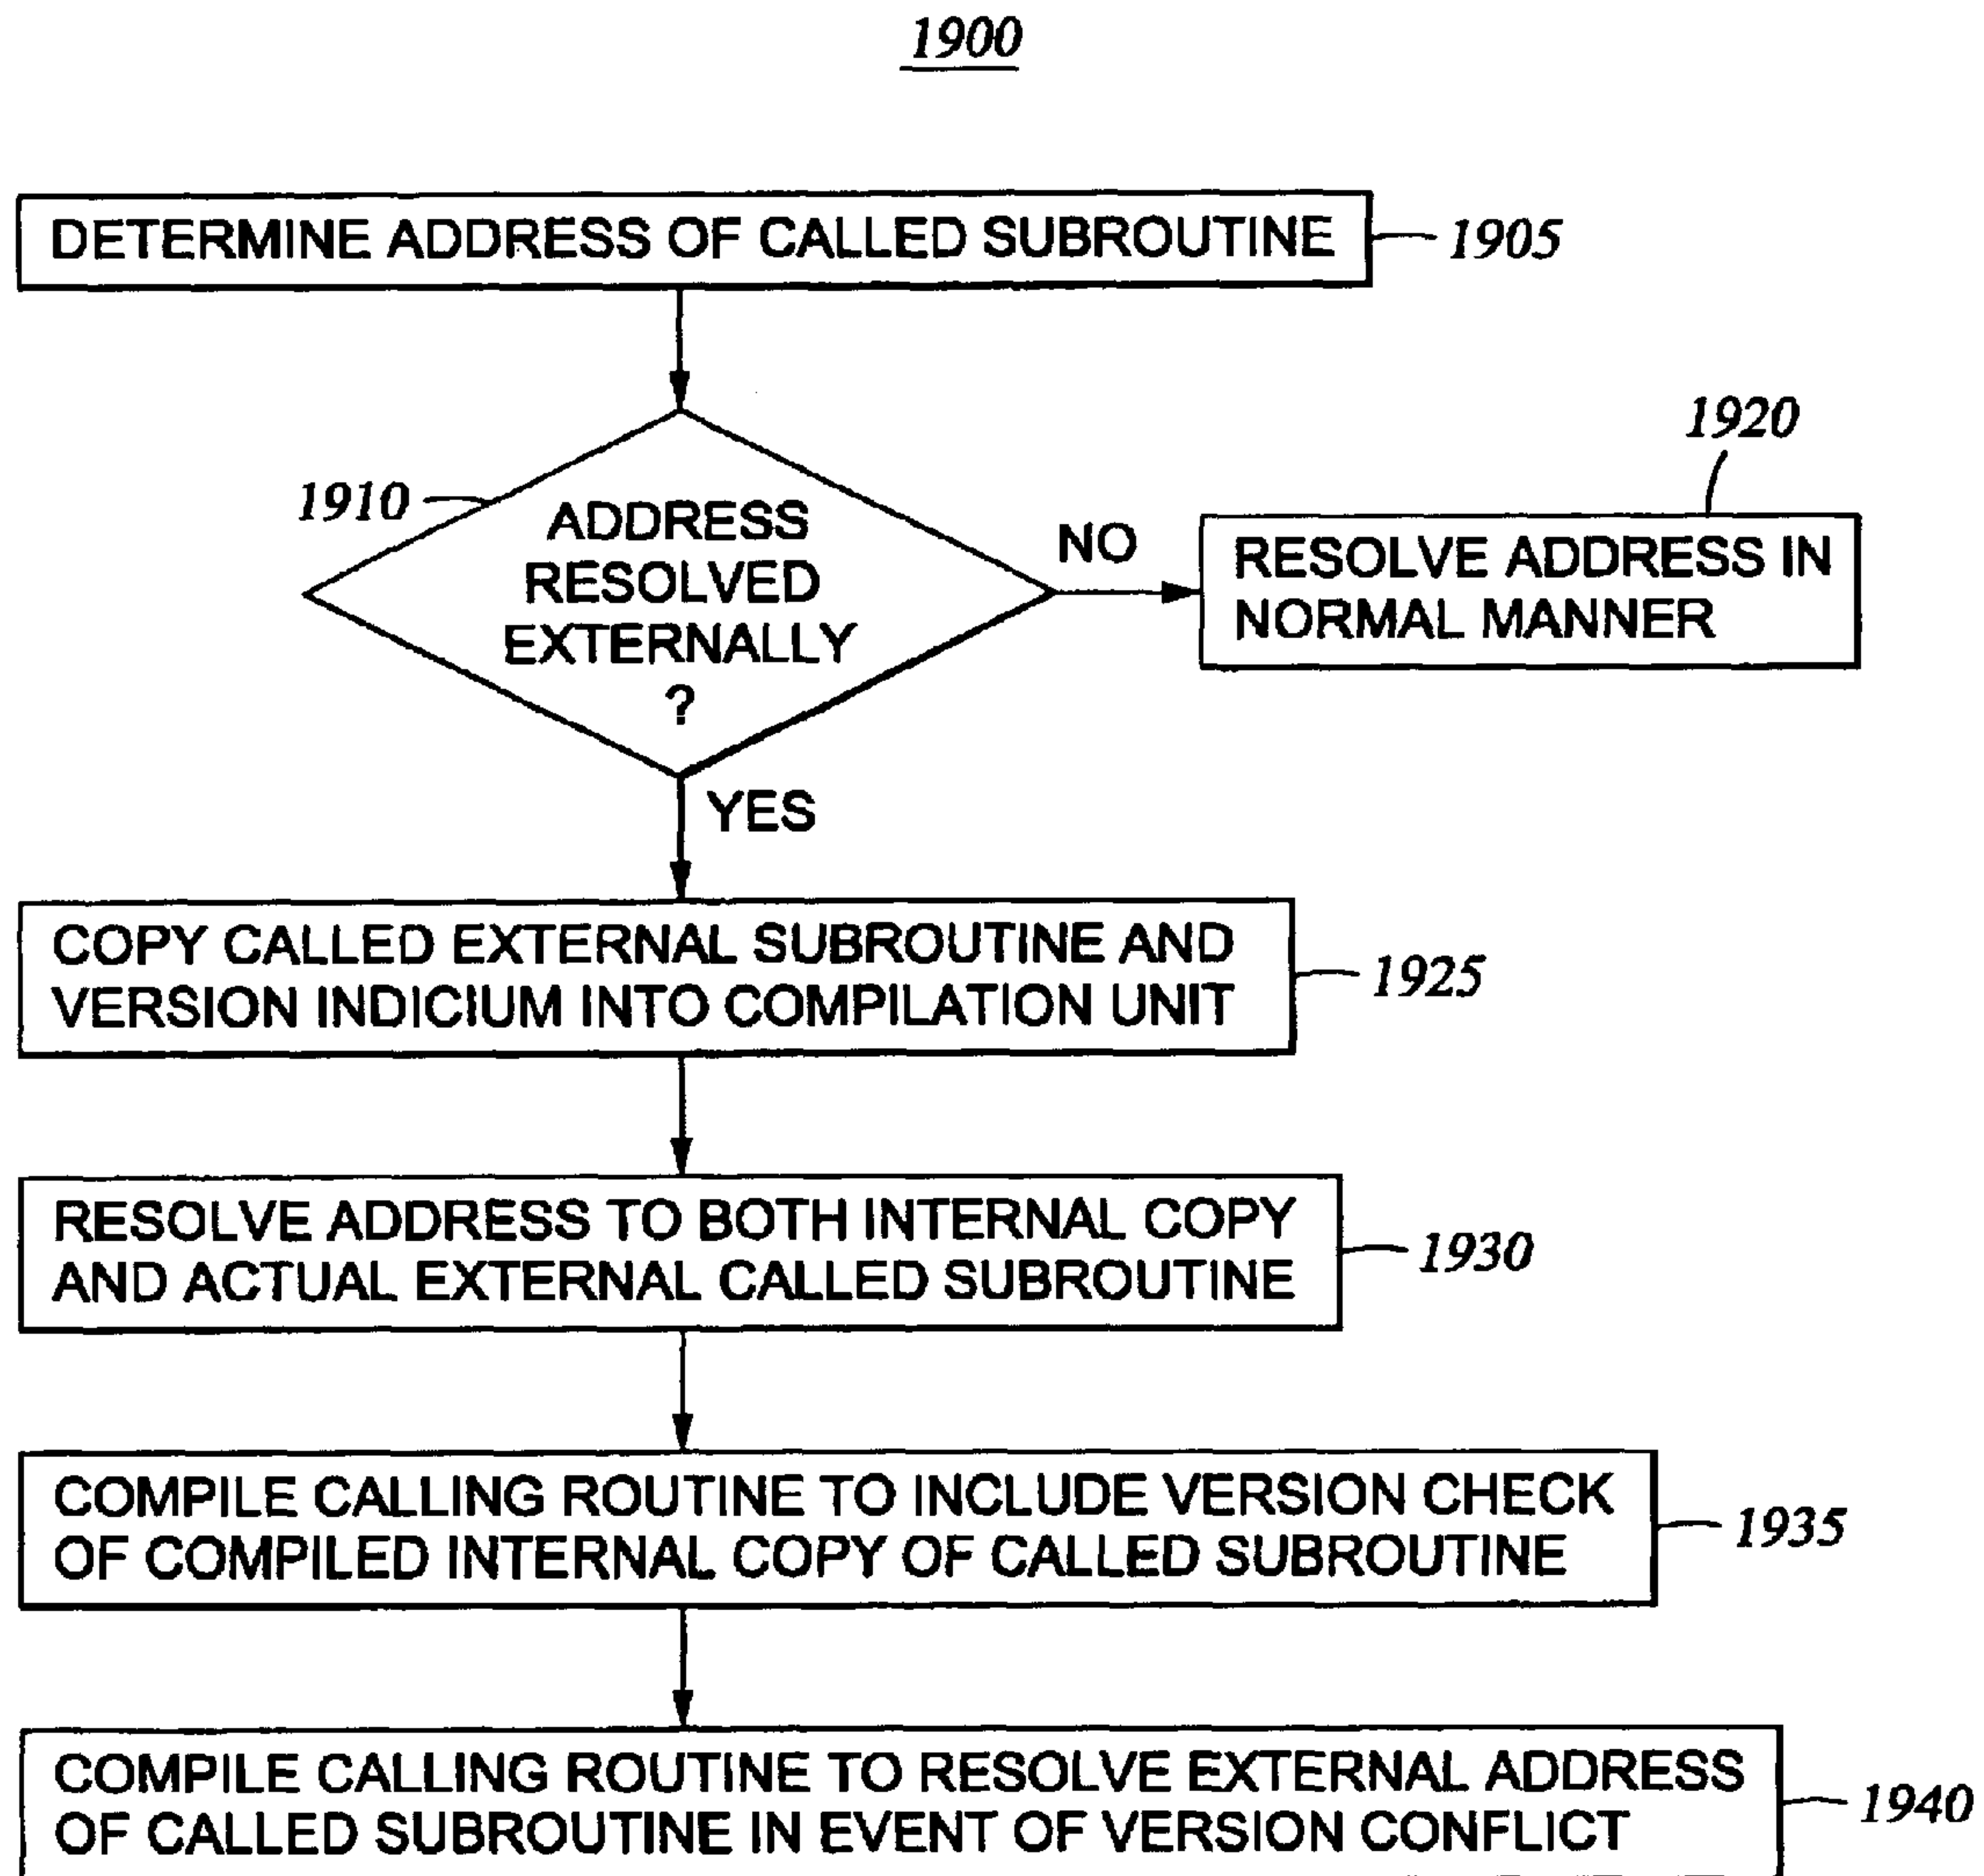 1900
DETERMINE ADDRESS OF CALLED SUBROUTINE
1905
1910
ADDRESS
RESOLVED
EXTERNALLY
?
NO
1920
RESOLVE ADDRESS IN
NORMAL MANNER
YES
COPY CALLED EXTERNAL SUBROUTINE AND
VERSION INDICIUM INTO COMPILATION UNIT
1925
RESOLVE ADDRESS TO BOTH INTERNAL COPY
AND ACTUAL EXTERNAL CALLED SUBROUTINE
1930
COMPILE CALLING ROUTINE TO INCLUDE VERSION CHECK
OF COMPILED INTERNAL COPY OF CALLED SUBROUTINE
1935
COMPILE CALLING ROUTINE TO RESOLVE EXTERNAL ADDRESS
OF CALLED SUBROUTINE IN EVENT OF VERSION CONFLICT
1940